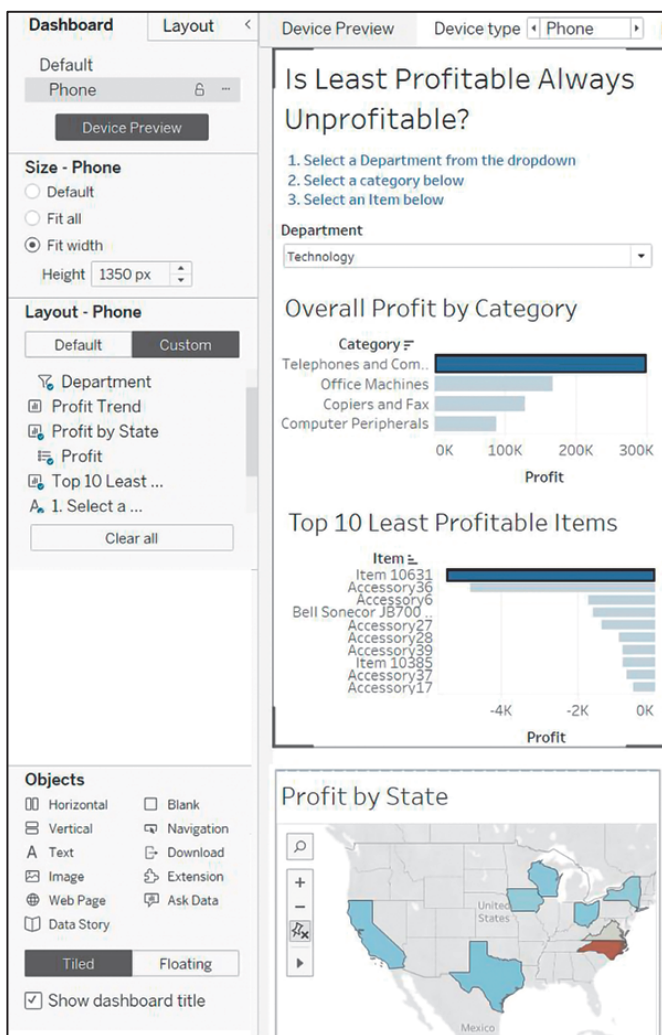 Dashboard Layout <
Device Preview Device type Phone
Default
Phone
Device Preview
Size - Phone
Default
Fit all
Fit width
Height 1350 px
Layout - Phone
Default Custom
Department
Profit Trend
Profit by State
Profit
Top 10 Least ...
1. Select a ...
Clear all
Objects
Horizontal Blank
Vertical Navigation
A Text Download
Image Extension
Web Page Ask Data
Data Story
Tiled Floating
Show dashboard title
Is Least Profitable Always
Unprofitable?
1. Select a Department from the dropdown
2. Select a category below
3. Select an Item below
Department
Technology
Overall Profit by Category
Category
Telephones and Com..
Office Machines
Copiers and Fax
Computer Peripherals
0K 100K 200K 300K
Profit
Top 10 Least Profitable Items
Item
Item 10631
Accessory36
Accessory6
Bell Sonecor JB700 ..
Accessory27
Accessory28
Accessory39
Item 10385
Accessory37
Accessory17
-4K -2K 0K
Profit
Profit by State
United
States
Mexico